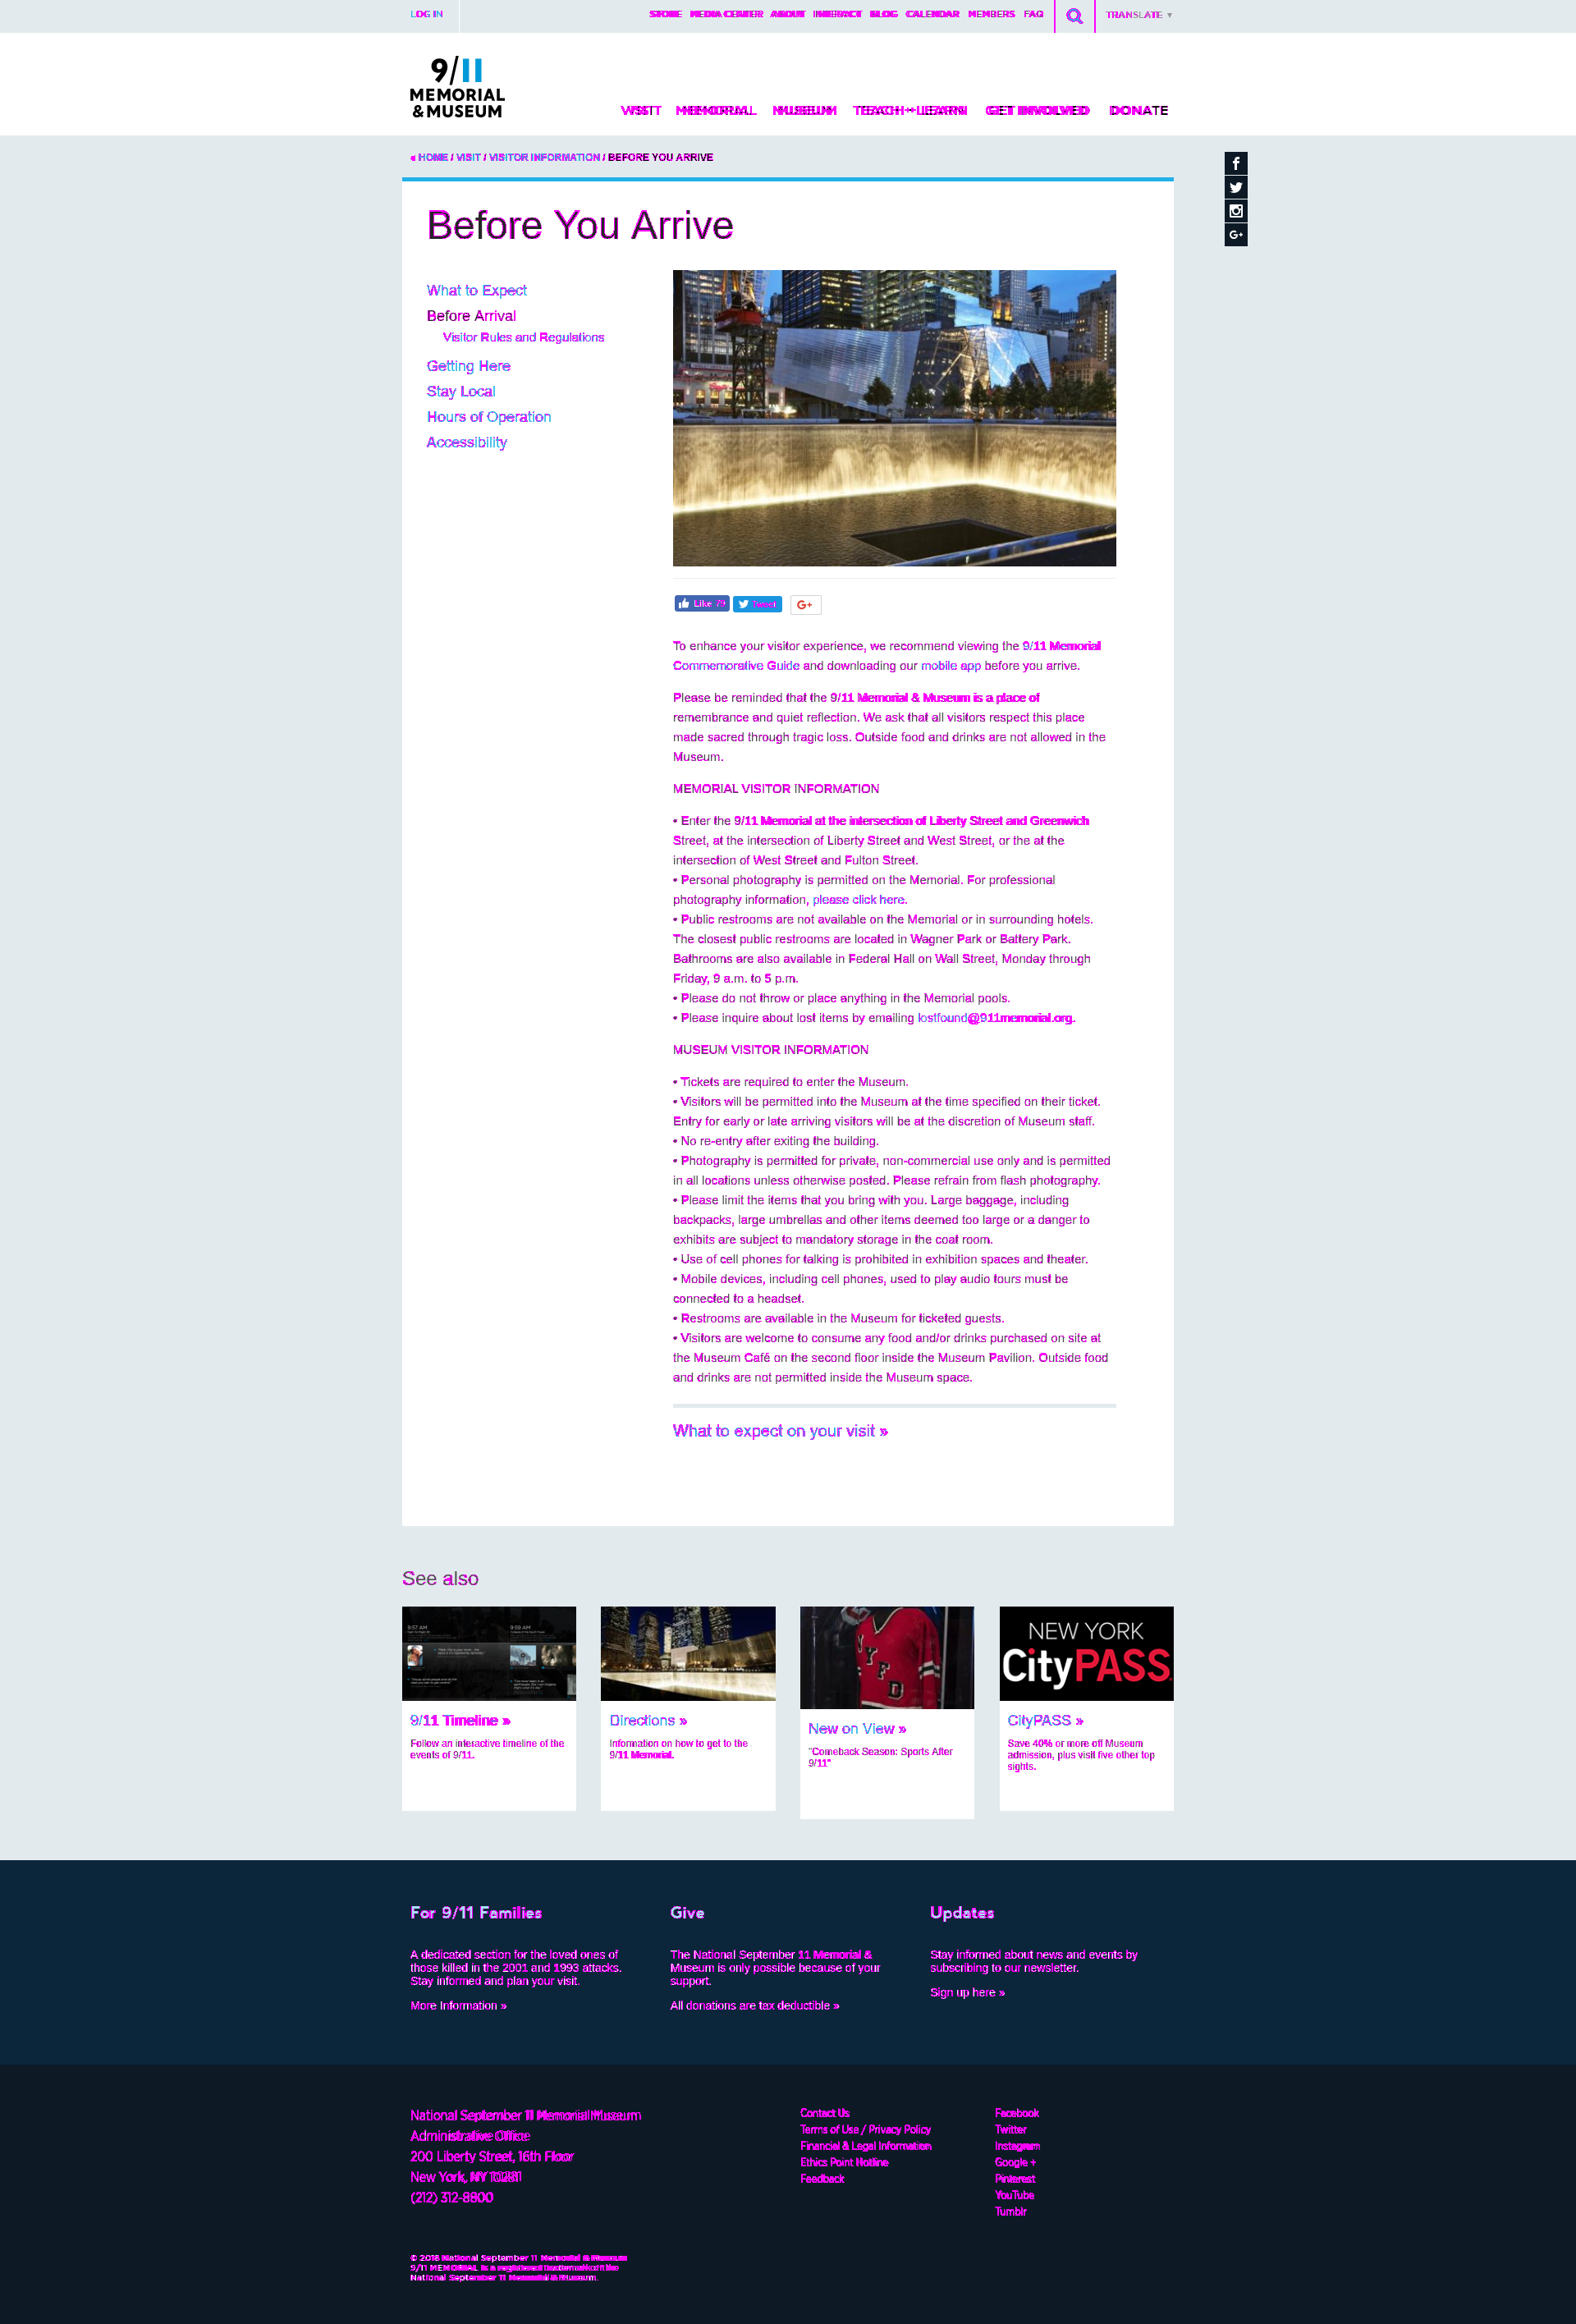 LOG IN
STORE MEDIA CENTER ABOUT INTERACT BLOG CALENDAR MEMBERS FAQ
TRANSLATE ▼
9/11
MEMORIAL
& MUSEUM
VISIT MEMORIAL MUSEUM TEACH + LEARN GET INVOLVED DONATE
« HOME / VISIT / VISITOR INFORMATION / BEFORE YOU ARRIVE
Before You Arrive
What to Expect
Before Arrival
Visitor Rules and Regulations
Getting Here
Stay Local
Hours of Operation
Accessibility
Like 79
Tweet
G+
To enhance your visitor experience, we recommend viewing the 9/11 Memorial
Commemorative Guide and downloading our mobile app before you arrive.
Please be reminded that the 9/11 Memorial & Museum is a place of
remembrance and quiet reflection. We ask that all visitors respect this place
made sacred through tragic loss. Outside food and drinks are not allowed in the
Museum.
MEMORIAL VISITOR INFORMATION
• Enter the 9/11 Memorial at the intersection of Liberty Street and Greenwich
Street, at the intersection of Liberty Street and West Street, or the at the
intersection of West Street and Fulton Street.
• Personal photography is permitted on the Memorial. For professional
photography information, please click here.
• Public restrooms are not available on the Memorial or in surrounding hotels.
The closest public restrooms are located in Wagner Park or Battery Park.
Bathrooms are also available in Federal Hall on Wall Street, Monday through
Friday, 9 a.m. to 5 p.m.
• Please do not throw or place anything in the Memorial pools.
• Please inquire about lost items by emailing lostfound@911memorial.org.
MUSEUM VISITOR INFORMATION
• Tickets are required to enter the Museum.
• Visitors will be permitted into the Museum at the time specified on their ticket.
Entry for early or late arriving visitors will be at the discretion of Museum staff.
• No re-entry after exiting the building.
• Photography is permitted for private, non-commercial use only and is permitted
in all locations unless otherwise posted. Please refrain from flash photography.
• Please limit the items that you bring with you. Large baggage, including
backpacks, large umbrellas and other items deemed too large or a danger to
exhibits are subject to mandatory storage in the coat room.
• Use of cell phones for talking is prohibited in exhibition spaces and theater.
• Mobile devices, including cell phones, used to play audio tours must be
connected to a headset.
• Restrooms are available in the Museum for ticketed guests.
• Visitors are welcome to consume any food and/or drinks purchased on site at
the Museum Café on the second floor inside the Museum Pavilion. Outside food
and drinks are not permitted inside the Museum space.
What to expect on your visit »
See also
9:57 AM
9:59 AM
NYFD
NEW YORK
CityPASS
9/11 Timeline »
Follow an interactive timeline of the
events of 9/11.
Directions »
Information on how to get to the
9/11 Memorial.
New on View »
"Comeback Season: Sports After
9/11"
CityPASS »
Save 40% or more off Museum
admission, plus visit five other top
sights.
For 9/11 Families
A dedicated section for the loved ones of
those killed in the 2001 and 1993 attacks.
Stay informed and plan your visit.
More Information »
Give
The National September 11 Memorial &
Museum is only possible because of your
support.
All donations are tax deductible »
Updates
Stay informed about news and events by
subscribing to our newsletter.
Sign up here »
National September 11 Memorial Museum
Administrative Office
200 Liberty Street, 16th Floor
New York, NY 10281
(212) 312-8800
Contact Us
Terms of Use / Privacy Policy
Financial & Legal Information
Ethics Point Hotline
Feedback
Facebook
Twitter
Instagram
Google +
Pinterest
YouTube
Tumblr
© 2018 National September 11 Memorial & Museum
9/11 MEMORIAL is a registered trademark of the
National September 11 Memorial & Museum.